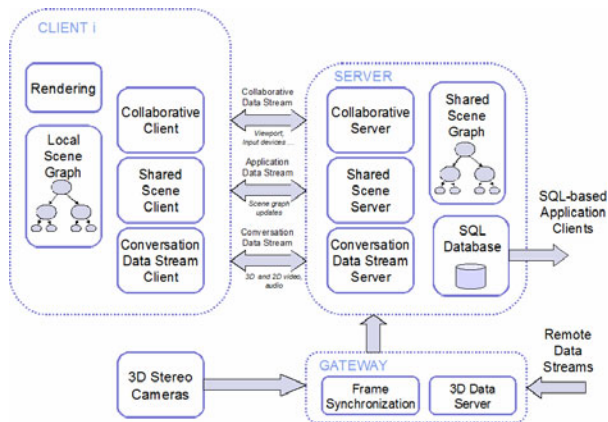 CLIENT i
Rendering
Local
Scene
Graph
Collaborative
Client
Shared
Scene
Client
Conversation
Data Stream
Client
Collaborative
Data Stream
Viewport,
Input devices ...
Application
Data Stream
Scene graph
updates
Conversation
Data Stream
3D and 2D video,
audio
SERVER
Collaborative
Server
Shared
Scene
Server
Conversation
Data Stream
Server
Shared
Scene
Graph
SQL
Database
SQL-based
Application
Clients
3D Stereo
Cameras
GATEWAY
Frame
Synchronization
3D Data
Server
Remote
Data
Streams